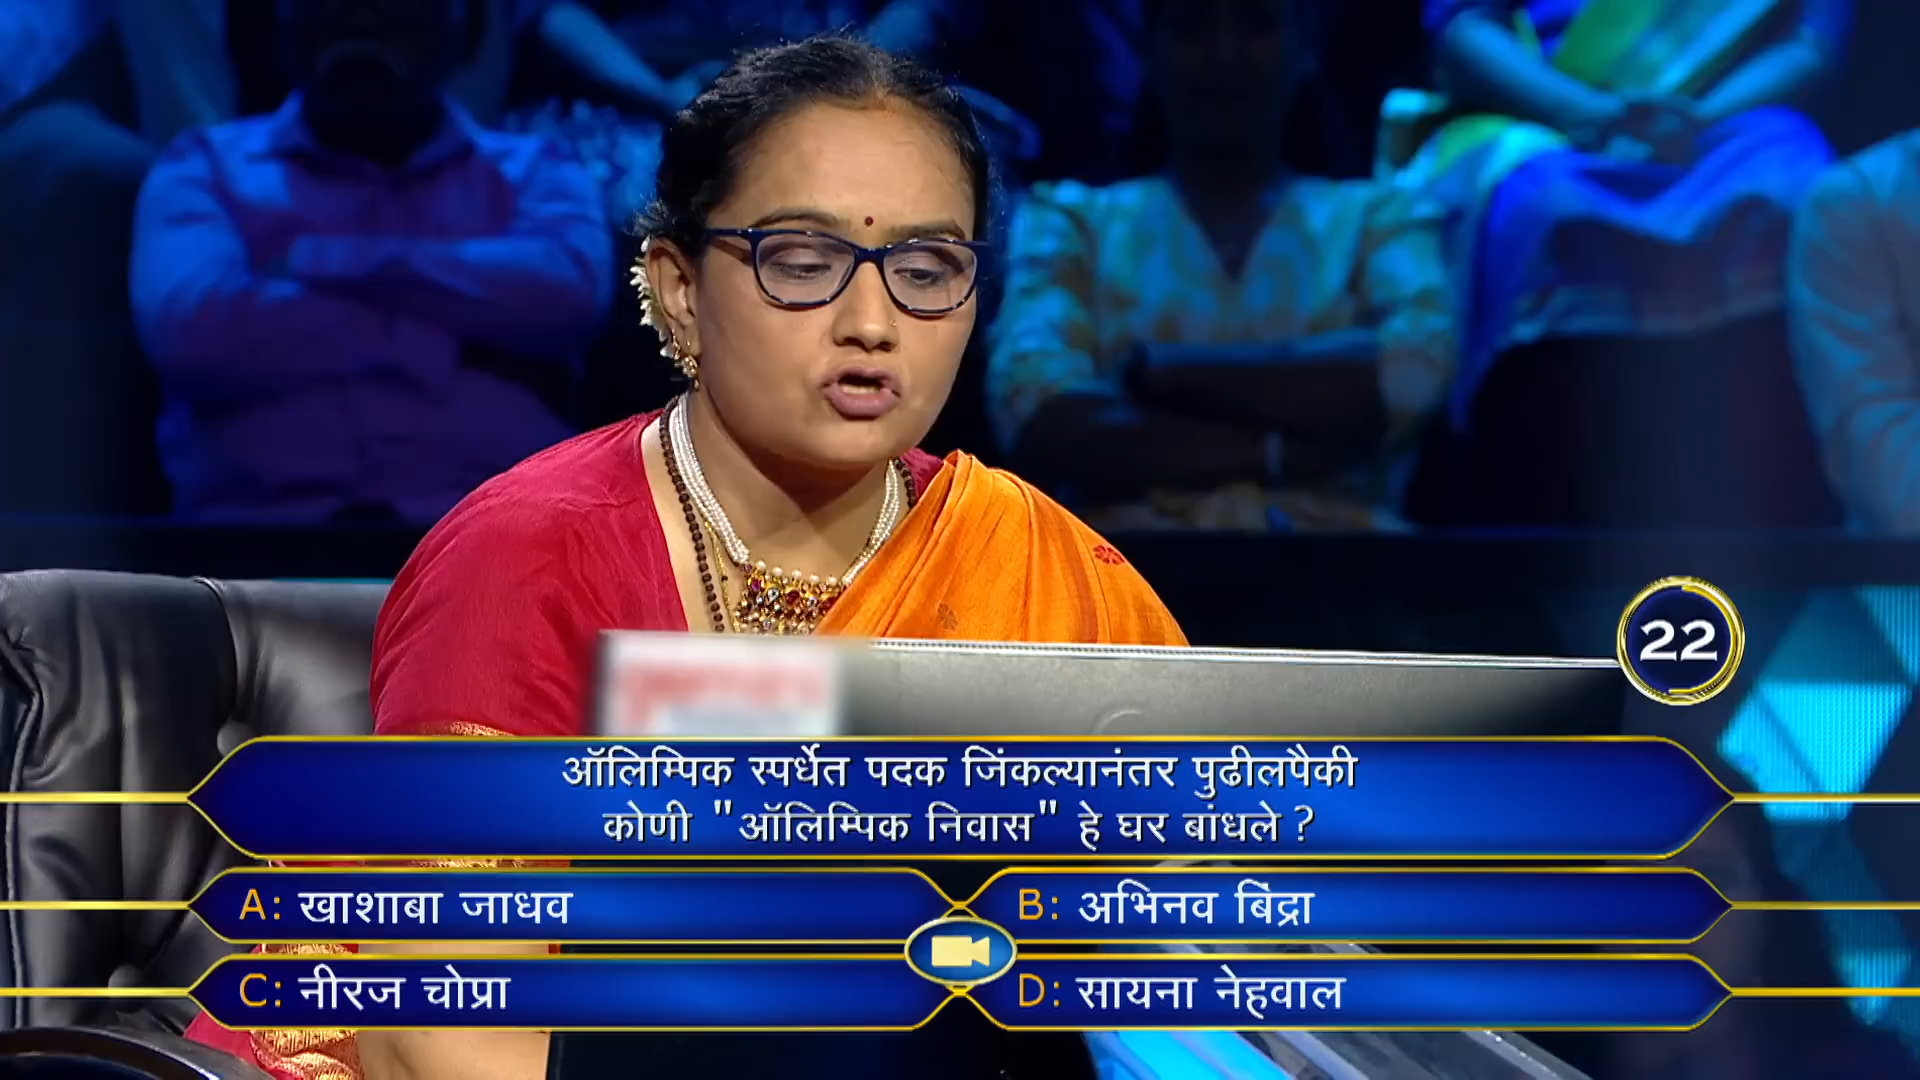 22
ऑलिम्पिक स्पर्धेत पदक जिंकल्यानंतर पुढीलपैकी
कोणी "ऑलिम्पिक निवास" हे घर बांधले ?
A: खाशाबा जाधव
B: अभिनव बिंद्रा
C: नीरज चोप्रा
D: सायना नेहवाल